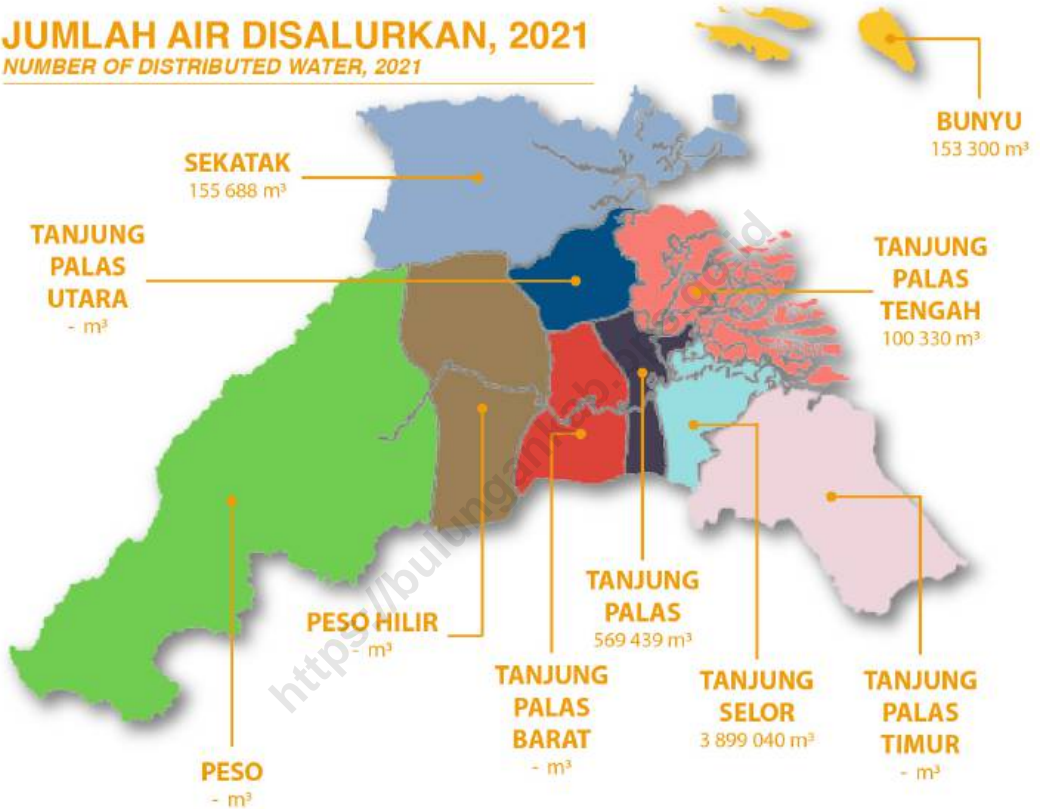 JUMLAH AIR DISALURKAN, 2021
NUMBER OF DISTRIBUTED WATER, 2021
BUNYU
153 300 m³
SEKATAK
155 688 m³
TANJUNG
PALAS
UTARA
- m³
TANJUNG
PALAS
TENGAH
100 330 m³
PESO HILIR
- m³
TANJUNG
PALAS
569 439 m³
TANJUNG
PALAS
BARAT
- m³
TANJUNG
SELOR
3 899 040 m³
TANJUNG
PALAS
TIMUR
- m³
PESO
- m³